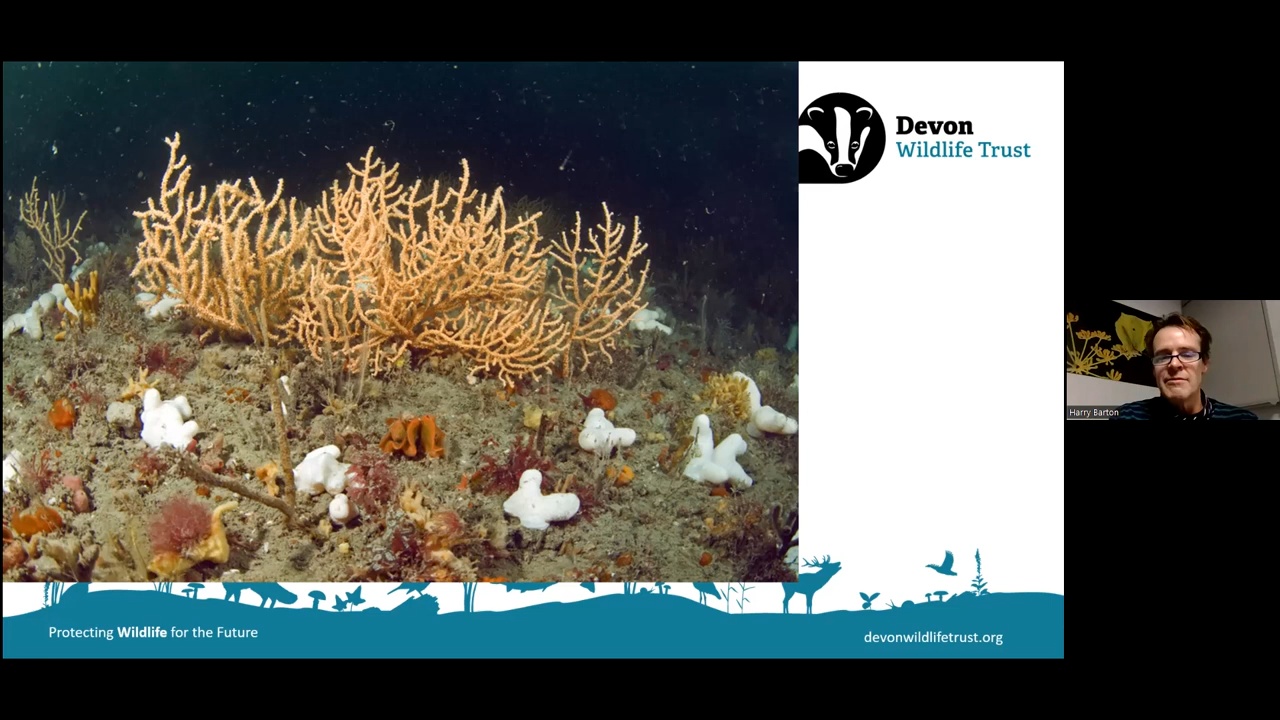 Devon
Wildlife Trust
Harry Barton
Protecting Wildlife for the Future
devonwildlifetrust.org